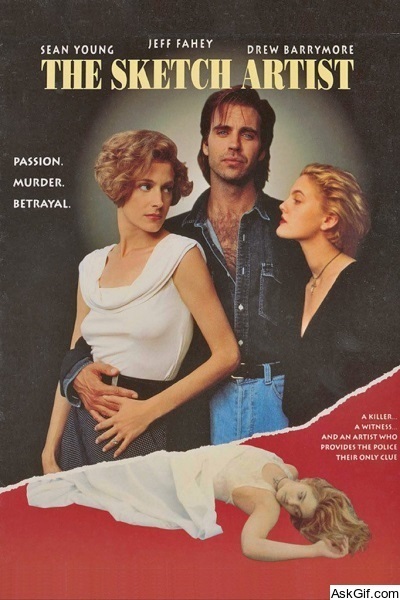 SEAN YOUNG JEFF FAHEY DREW BARRYMORE
THE SKETCH ARTIST
PASSION.
MURDER.
BETRAYAL.
A KILLER..
A WITNESS..
AND AN ARTIST WHO
PROVIDES THE POLICE
THEIR ONLY CLUE
AskGif.com